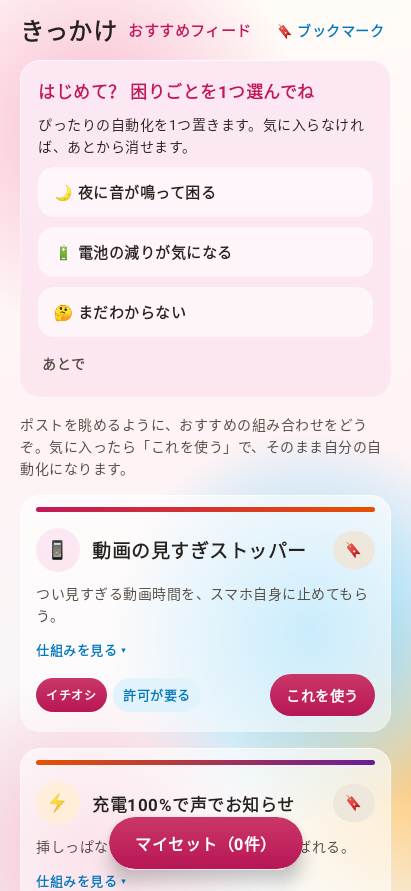 きっかけ おすすめフィード ブックマーク
はじめて? 困りごとを1つ選んでね
ぴったりの自動化を1つ置きます。気に入らなけれ
ば、あとから消せます。
夜に音が鳴って困る
電池の減りが気になる
まだわからない
あとで
ポストを眺めるように、おすすめの組み合わせをどう
ぞ。気に入ったら「これを使う」で、そのまま自分の自
動化になります。
動画の見すぎストッパー
つい見すぎる動画時間を、スマホ自身に止めてもら
う。
仕組みを見る ▾
イチオシ 許可が要る これを使う
充電100%で声でお知らせ
挿しっぱな
ばれる。
マイセット（0件）
仕組みを見る ▾